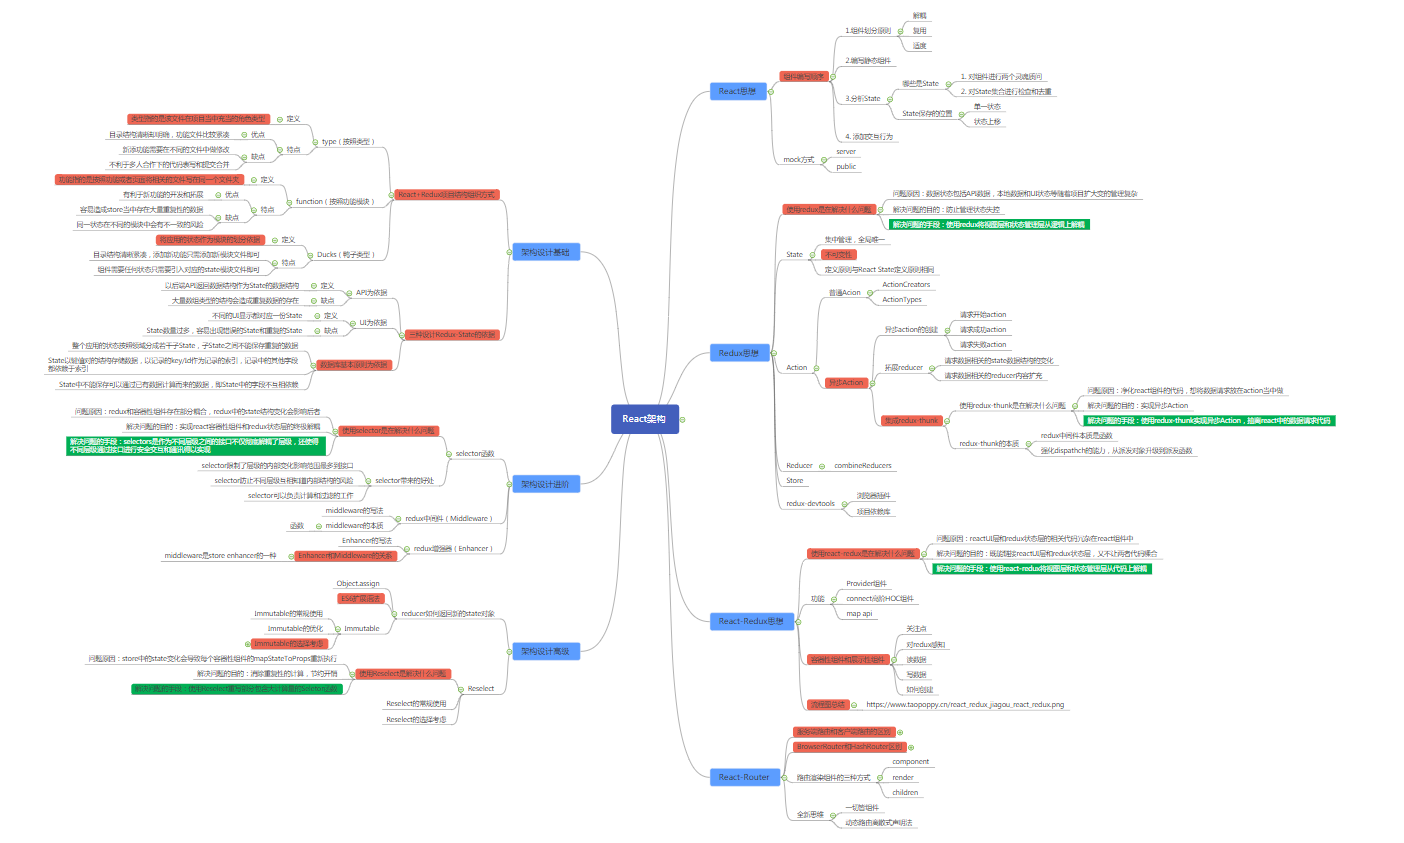 React架构
React思想
组件编写顺序
1.组件划分原则
解耦
复用
适度
2.编写静态组件
3.分析State
哪些是State
1. 对组件进行两个灵魂质问
2. 对State集合进行检查和去重
State保存的位置
单一状态
状态上移
4. 添加交互行为
mock方式
server
public
Redux思想
使用redux是在解决什么问题
问题原因：数据状态包括API数据，本地数据和UI状态等随着项目扩大变的管理复杂
解决问题的目的：防止管理状态失控
解决问题的手段：使用redux将视图层和状态管理层从逻辑上解耦
State
集中管理，全局唯一
不可变性
定义原则与React State定义原则相同
Action
普通Acion
ActionCreators
ActionTypes
异步Action
异步action的创建
请求开始action
请求成功action
请求失败action
拓展reducer
请求数据相关的state数据结构的变化
请求数据相关的reducer内容扩充
集成redux-thunk
使用redux-thunk是在解决什么问题
问题原因：净化react组件的代码，想将数据请求放在action当中做
解决问题的目的：实现异步Action
解决问题的手段：使用redux-thunk实现异步Action，抽离react中的数据请求代码
redux-thunk的本质
redux中间件本质是函数
强化dispathch的能力，从派发对象升级到派发函数
Reducer
combineReducers
Store
redux-devtools
浏览器插件
项目依赖库
React-Redux思想
使用react-redux是在解决什么问题
问题原因：reactUI层和redux状态层的相关代码冗杂在react组件中
解决问题的目的：既能链接reactUI层和redux状态层，又不让两者代码糅合
解决问题的手段：使用react-redux将视图层和状态管理层从代码上解耦
功能
Provider组件
connect高阶HOC组件
map api
容器性组件和展示性组件
关注点
对redux感知
读数据
写数据
如何创建
流程图总结
https://www.taopoppy.cn/react_redux_jiagou_react_redux.png
React-Router
服务端路由和客户端路由的区别
BrowserRouter和HashRouter区别
路由渲染组件的三种方式
component
render
children
全新思维
一切皆组件
动态路由离散式声明法
架构设计基础
React+Redux项目结构组织方式
type（按照类型）
定义
类型指的是该文件在项目当中充当的角色类型
特点
优点
目录结构清晰明确，功能文件比较紧凑
缺点
新添功能需要在不同的文件中做修改
不利于多人合作下的代码表写和提交合并
function（按照功能模块）
定义
功能指的是按照功能或者页面将相关的文件写在同一个文件夹
特点
优点
有利于新功能的开发和拓展
缺点
容易造成store当中存在大量重复性的数据
同一状态在不同的模块中会有不一致的风险
Ducks（鸭子类型）
定义
将应用的状态作为模块的划分依据
特点
目录结构清晰紧凑，添加新功能只需添加新模块文件即可
组件需要任何状态只需要引入对应的state模块文件即可
三种设计Redux-State的依据
API为依据
定义
以后端API返回数据结构作为State的数据结构
缺点
大量数组类型的结构会造成重复数据的存在
UI为依据
定义
不同的UI显示都对应一份State
缺点
State数量过多，容易出现错误的State和重复的State
数据库基本原则为依据
整个应用的状态按照领域分成若干子State，子State之间不能保存重复的数据
State以键值对的结构存储数据，以记录的key/id作为记录的索引，记录中的其他字段
都依赖于索引
State中不能保存可以通过已有数据计算而来的数据，即State中的字段不互相依赖
架构设计进阶
selector函数
使用selector是在解决什么问题
问题原因：redux和容器性组件存在部分耦合，redux中的state结构变化会影响后者
解决问题的目的：实现react容器性组件和redux状态层的终极解耦
解决问题的手段：selectors是作为不同层级之间的接口不仅彻底解耦了层级，还使得
不同层级通过接口进行安全交互和通讯得以实现
selector带来的好处
selector限制了层级的内部变化影响范围最多到接口
selector防止不同层级互相知道内部结构的风险
selector可以负责计算和过滤的工作
redux中间件（Middleware）
middleware的写法
middleware的本质
函数
redux增强器（Enhancer）
Enhancer的写法
Enhancer和Middleware的关系
middleware是store enhancer的一种
架构设计高级
reducer如何返回新的state对象
Object.assign
ES6扩展语法
Immutable
Immutable的常规使用
Immutable的优化
Immutable的选择考虑
Reselect
使用Reselect是解决什么问题
问题原因：store中的state变化会导致每个容器性组件的mapStateToProps重新执行
解决问题的目的：消除重复性的计算，节约开销
Reselect的常规使用
Reselect的选择考虑